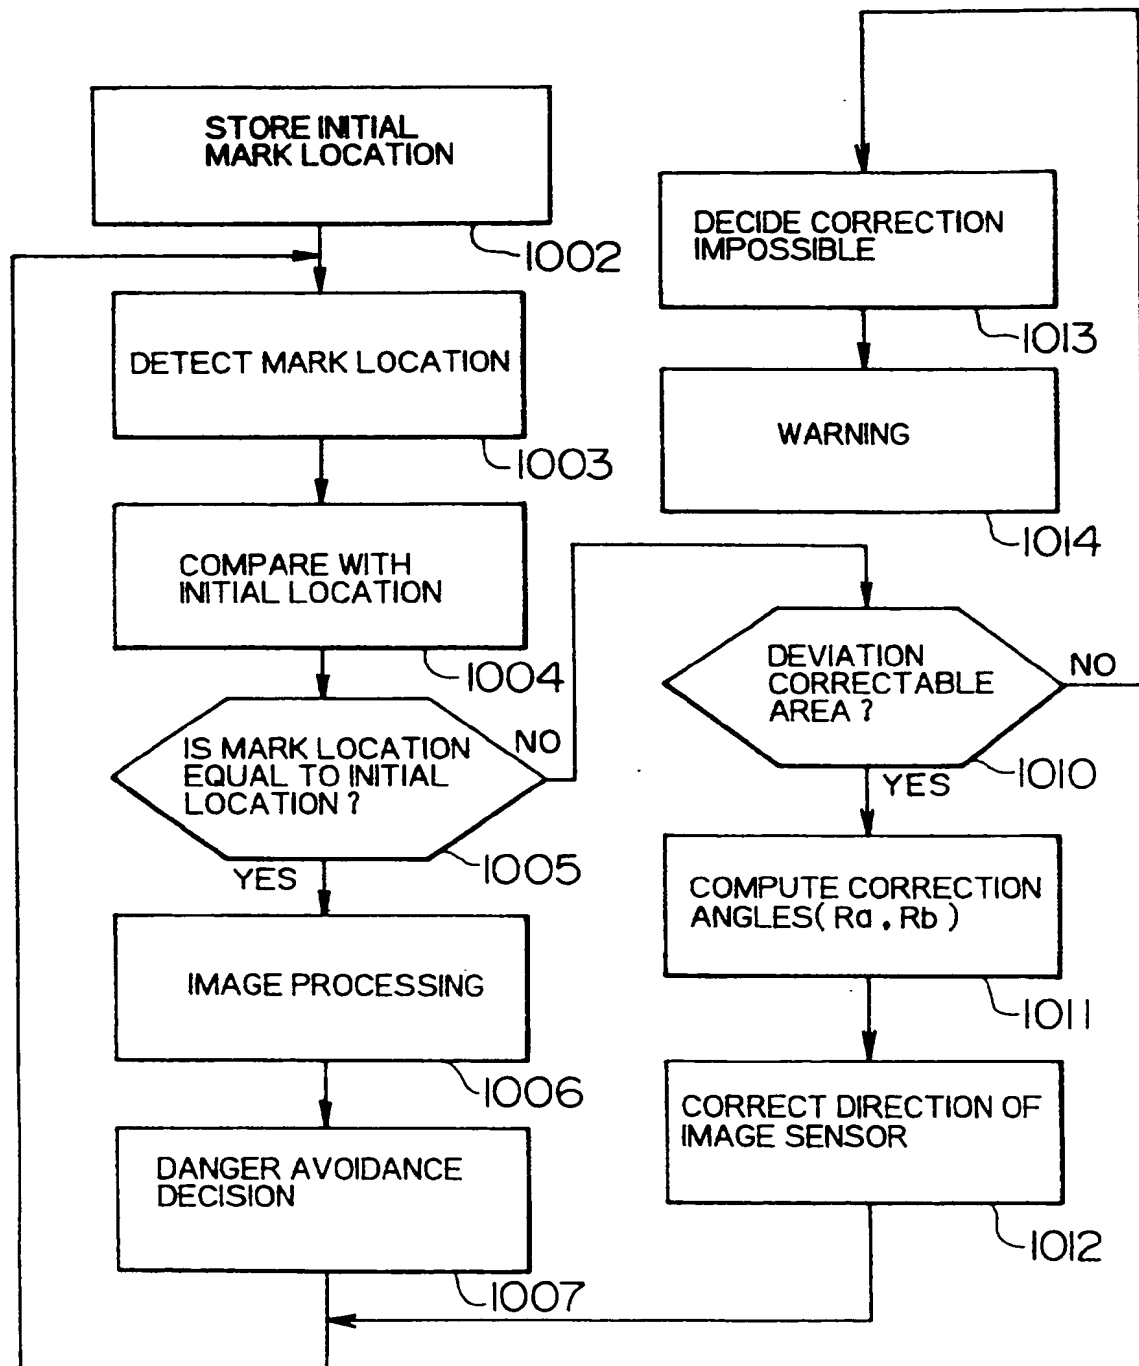 STORE INITIAL
MARK LOCATION
1002
DETECT MARK LOCATION
1003
COMPARE WITH
INITIAL LOCATION
1004
IS MARK LOCATION
EQUAL TO INITIAL
LOCATION ?
NO
YES
1005
IMAGE PROCESSING
1006
DANGER AVOIDANCE
DECISION
1007
DECIDE CORRECTION
IMPOSSIBLE
1013
WARNING
1014
DEVIATION
CORRECTABLE
AREA ?
NO
YES
1010
COMPUTE CORRECTION
ANGLES(Ra, Rb)
1011
CORRECT DIRECTION OF
IMAGE SENSOR
1012